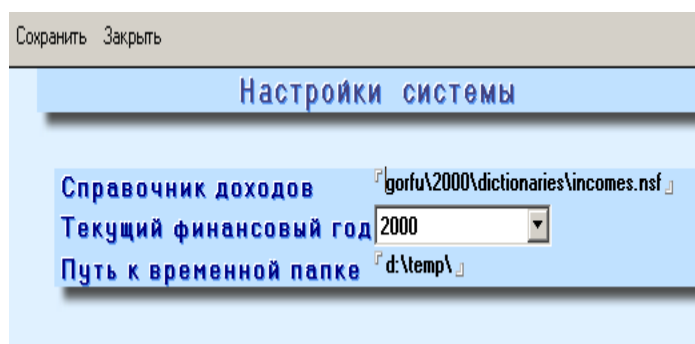 Сохранить Закрыть
Настройки системы
Справочник доходов gorfu\2000\dictionaries\incomes.nsf
Текущий финансовый год 2000
Путь к временной папке d:\temp\